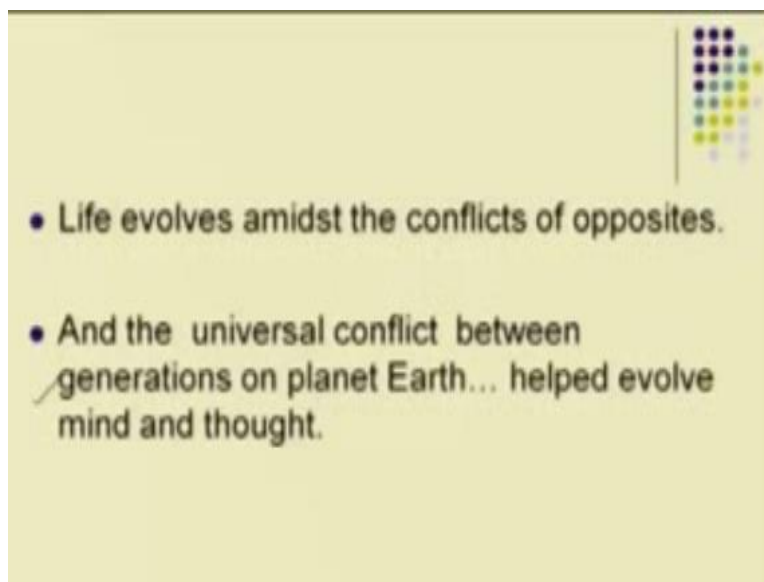 Life evolves amidst the conflicts of opposites.
And the universal conflict between
generations on planet Earth... helped evolve
mind and thought.